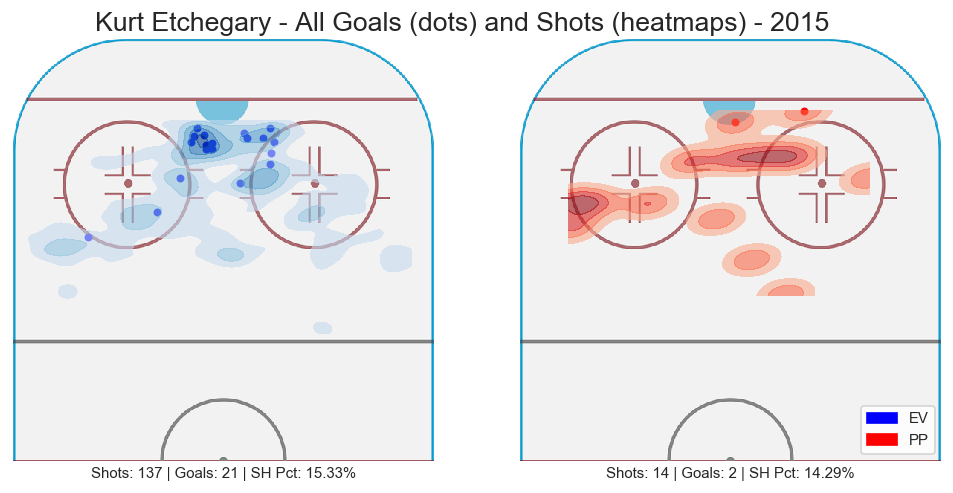 Kurt Etchegary - All Goals (dots) and Shots (heatmaps) - 2015
EV
PP
Shots: 137 | Goals: 21 | SH Pct: 15.33%
Shots: 14 | Goals: 2 | SH Pct: 14.29%